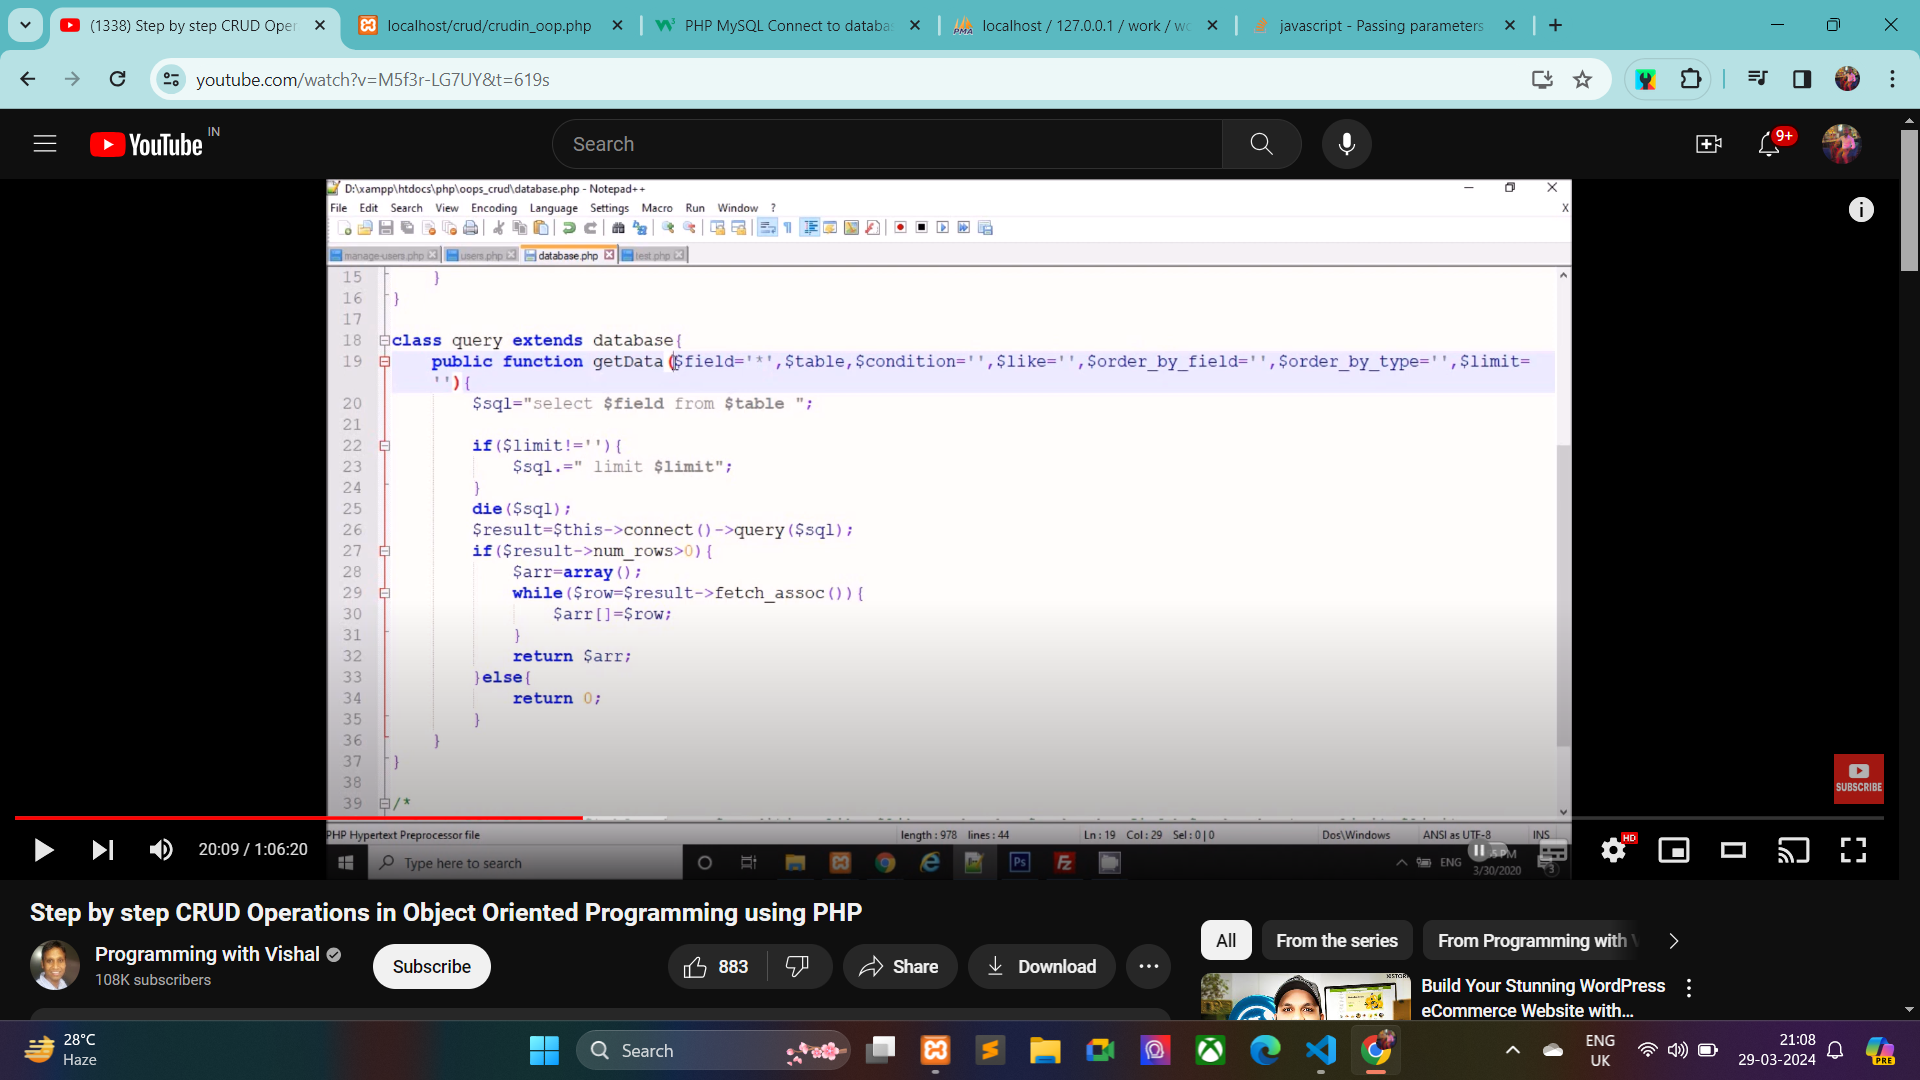 (1338) Step by step CRUD Oper
localhost/crud/crudin_oop.php
PHP MySQL Connect to databa
localhost / 127.0.0.1 / work / wo
javascript - Passing parameters
youtube.com/watch?v=M5f3r-LG7UY&t=619s
YouTube IN
Search
9+
D:\xampp\htdocs\php\oops_crud\database.php - Notepad++
File Edit Search View Encoding Language Settings Macro Run Window ? X
manage-users.php users.php database.php test.php
15 }
16 }
17
18 class query extends database{
19 public function getData($field='*',$table,$condition='',$like='',$order_by_field='',$order_by_type='',$limit=
''){
20 $sql="select $field from $table ";
21
22 if($limit!=''){
23 $sql.=" limit $limit";
24 }
25 die($sql);
26 $result=$this->connect()->query($sql);
27 if($result->num_rows>0){
28 $arr=array();
29 while($row=$result->fetch_assoc()){
30 $arr[]=$row;
31 }
32 return $arr;
33 }else{
34 return 0;
35 }
36 }
37 }
38
39 /*
SUBSCRIBE
PHP Hypertext Preprocessor file length : 978 lines : 44 Ln : 19 Col : 29 Sel : 0 | 0 Dos\Windows ANSI as UTF-8 INS
20:09 / 1:06:20
Type here to search
Ps
Fz
ENG
PM
3/30/2020
3
HD
Step by step CRUD Operations in Object Oriented Programming using PHP
Programming with Vishal
108K subscribers
Subscribe
883
Share
Download
All
From the series
From Programming with V
Build Your Stunning WordPress
eCommerce Website with...
28°C
Haze
Search
ENG
UK
21:08
29-03-2024
PRE